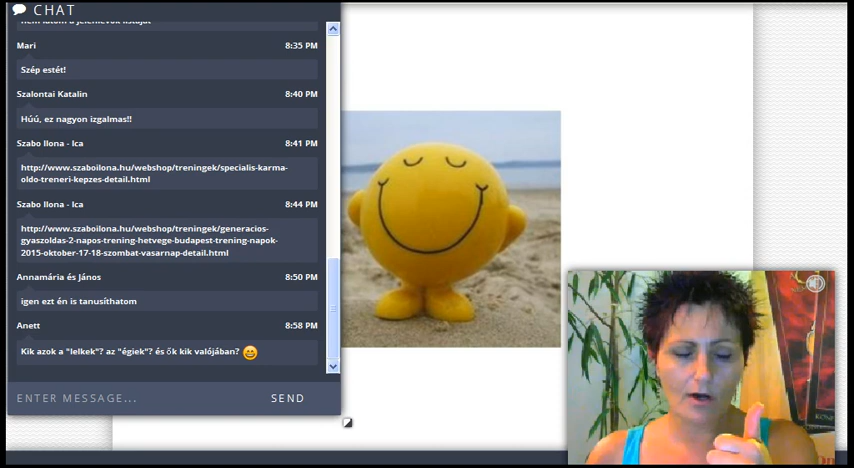 CHAT
nem látom a jelenlévők listáját
Mari 8:35 PM
Szép estét!
Szalontai Katalin 8:40 PM
Húú, ez nagyon izgalmas!!
Szabo Ilona - Ica 8:41 PM
http://www.szaboilona.hu/webshop/treningek/specialis-karma-
oldo-treneri-kepzes-detail.html
Szabo Ilona - Ica 8:44 PM
http://www.szaboilona.hu/webshop/treningek/generacios-
gyaszoldas-2-napos-trening-hetvege-budapest-trening-napok-
2015-oktober-17-18-szombat-vasarnap-detail.html
Annamária és János 8:50 PM
igen ezt én is tanusíthatom
Anett 8:58 PM
Kik azok a "lelkek"? az "égiek"? és ők kik valójában?
ENTER MESSAGE... SEND